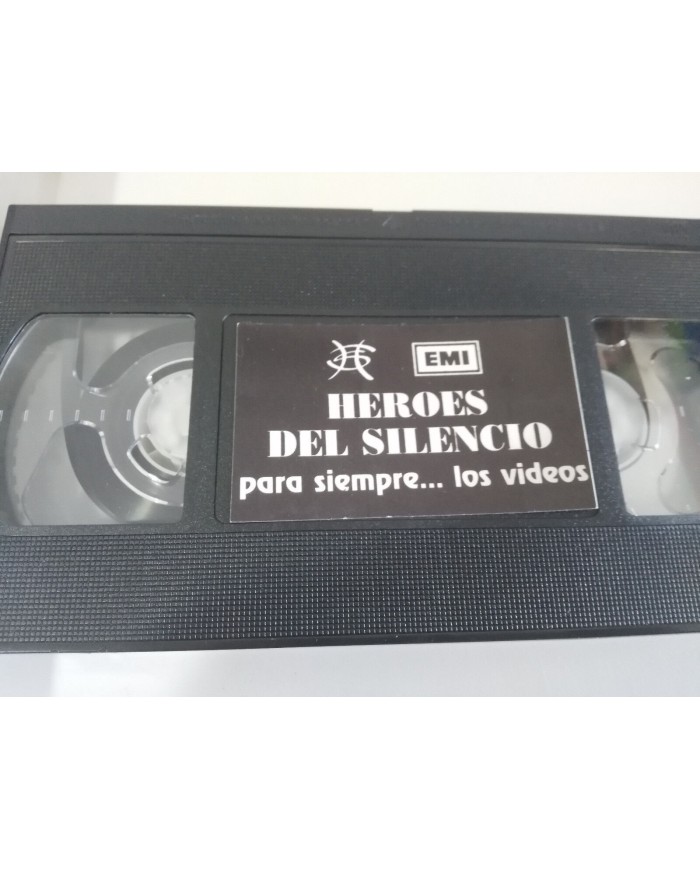 EMI
HEROES
DEL SILENCIO
para siempre... los videos